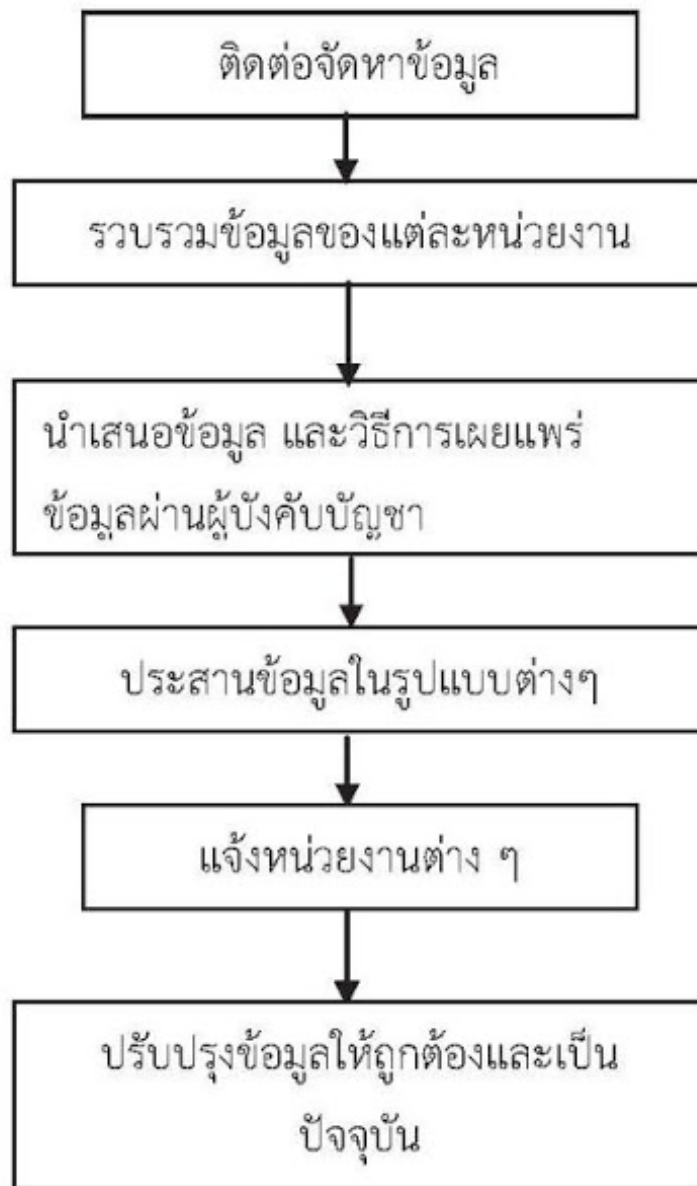 ติดต่อจัดหาข้อมูล
รวบรวมข้อมูลของแต่ละหน่วยงาน
นำเสนอข้อมูล และวิธีการเผยแพร่
ข้อมูลผ่านผู้บังคับบัญชา
ประสานข้อมูลในรูปแบบต่างๆ
แจ้งหน่วยงานต่าง ๆ
ปรับปรุงข้อมูลให้ถูกต้องและเป็น
ปัจจุบัน